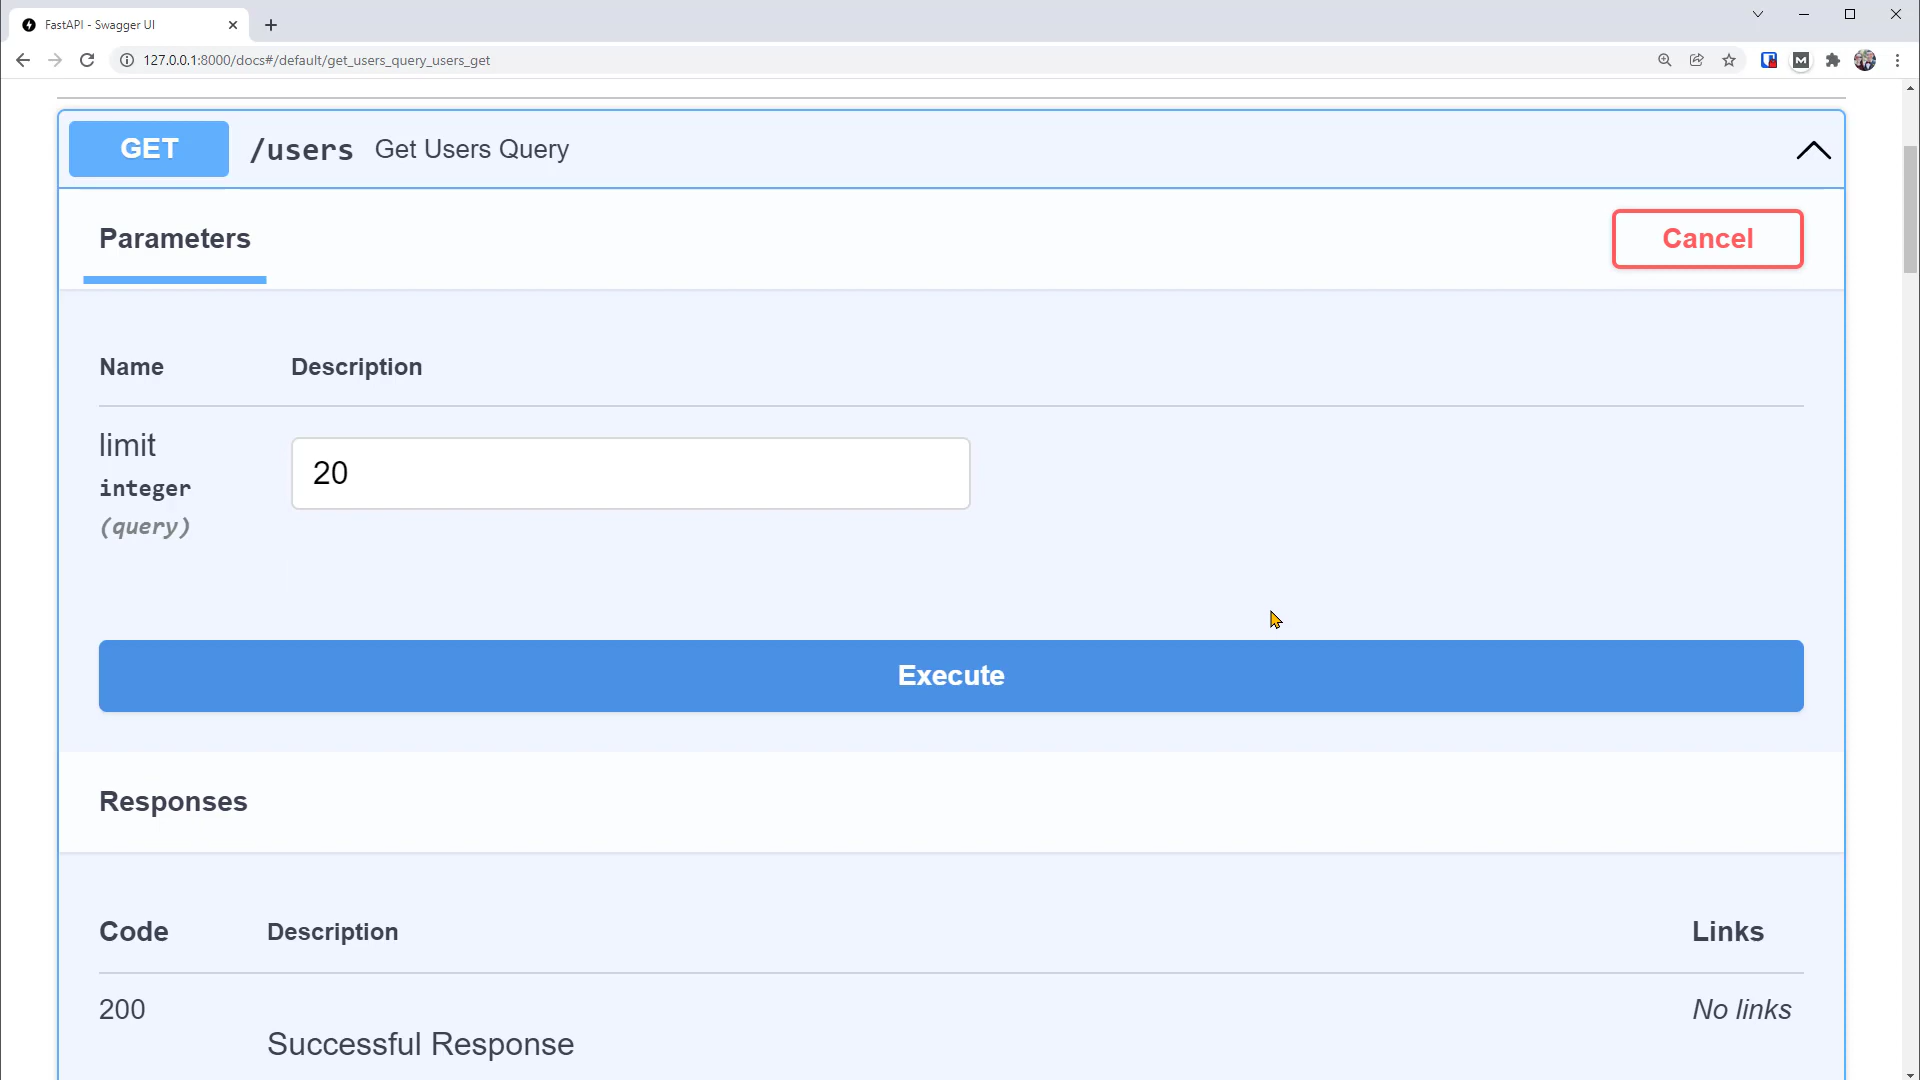 FastAPI - Swagger UI
127.0.0.1:8000/docs#/default/get_users_query_users_get
M
GET /users Get Users Query
Parameters
Cancel
Name Description
limit
20
integer
(query)
Execute
Responses
Code Description Links
200 No links
Successful Response